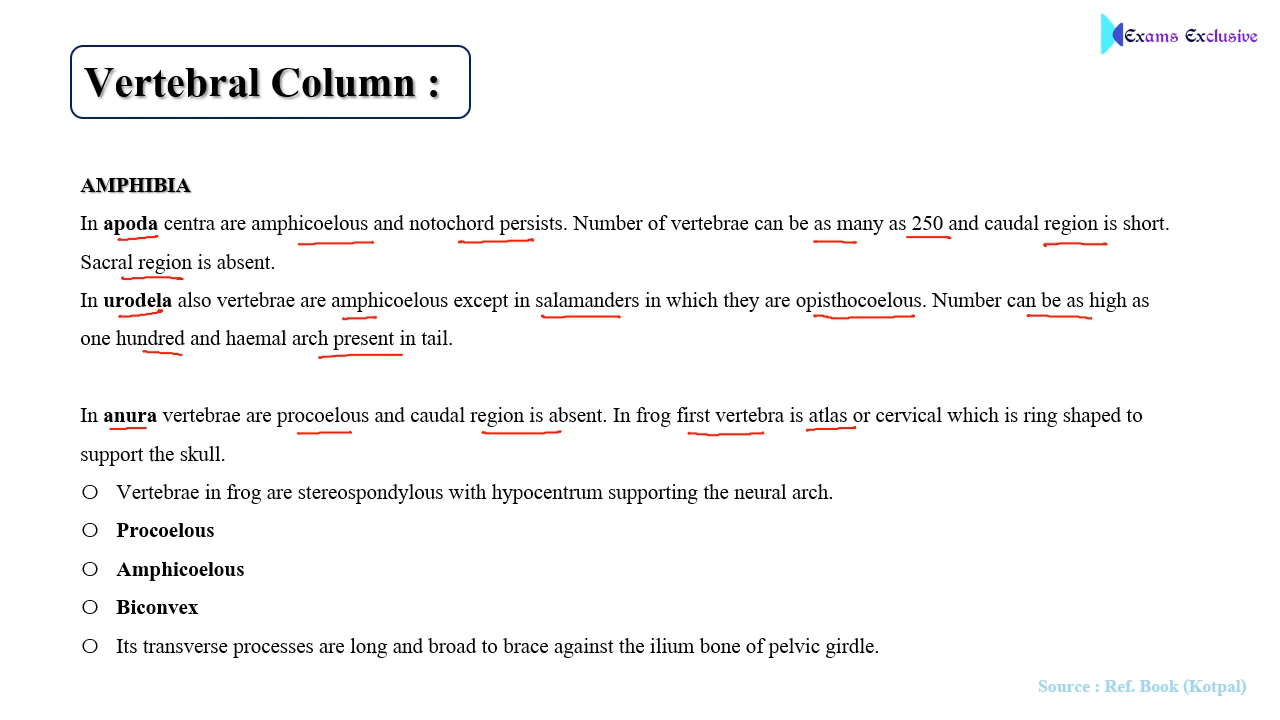 Exams Exclusive
Vertebral Column :
AMPHIBIA
In apoda centra are amphicoelous and notochord persists. Number of vertebrae can be as many as 250 and caudal region is short.
Sacral region is absent.
In urodela also vertebrae are amphicoelous except in salamanders in which they are opisthocoelous. Number can be as high as
one hundred and haemal arch present in tail.
In anura vertebrae are procoelous and caudal region is absent. In frog first vertebra is atlas or cervical which is ring shaped to
support the skull.
Vertebrae in frog are stereospondylous with hypocentrum supporting the neural arch.
Procoelous
Amphicoelous
Biconvex
Its transverse processes are long and broad to brace against the ilium bone of pelvic girdle.
Source : Ref. Book (Kotpal)